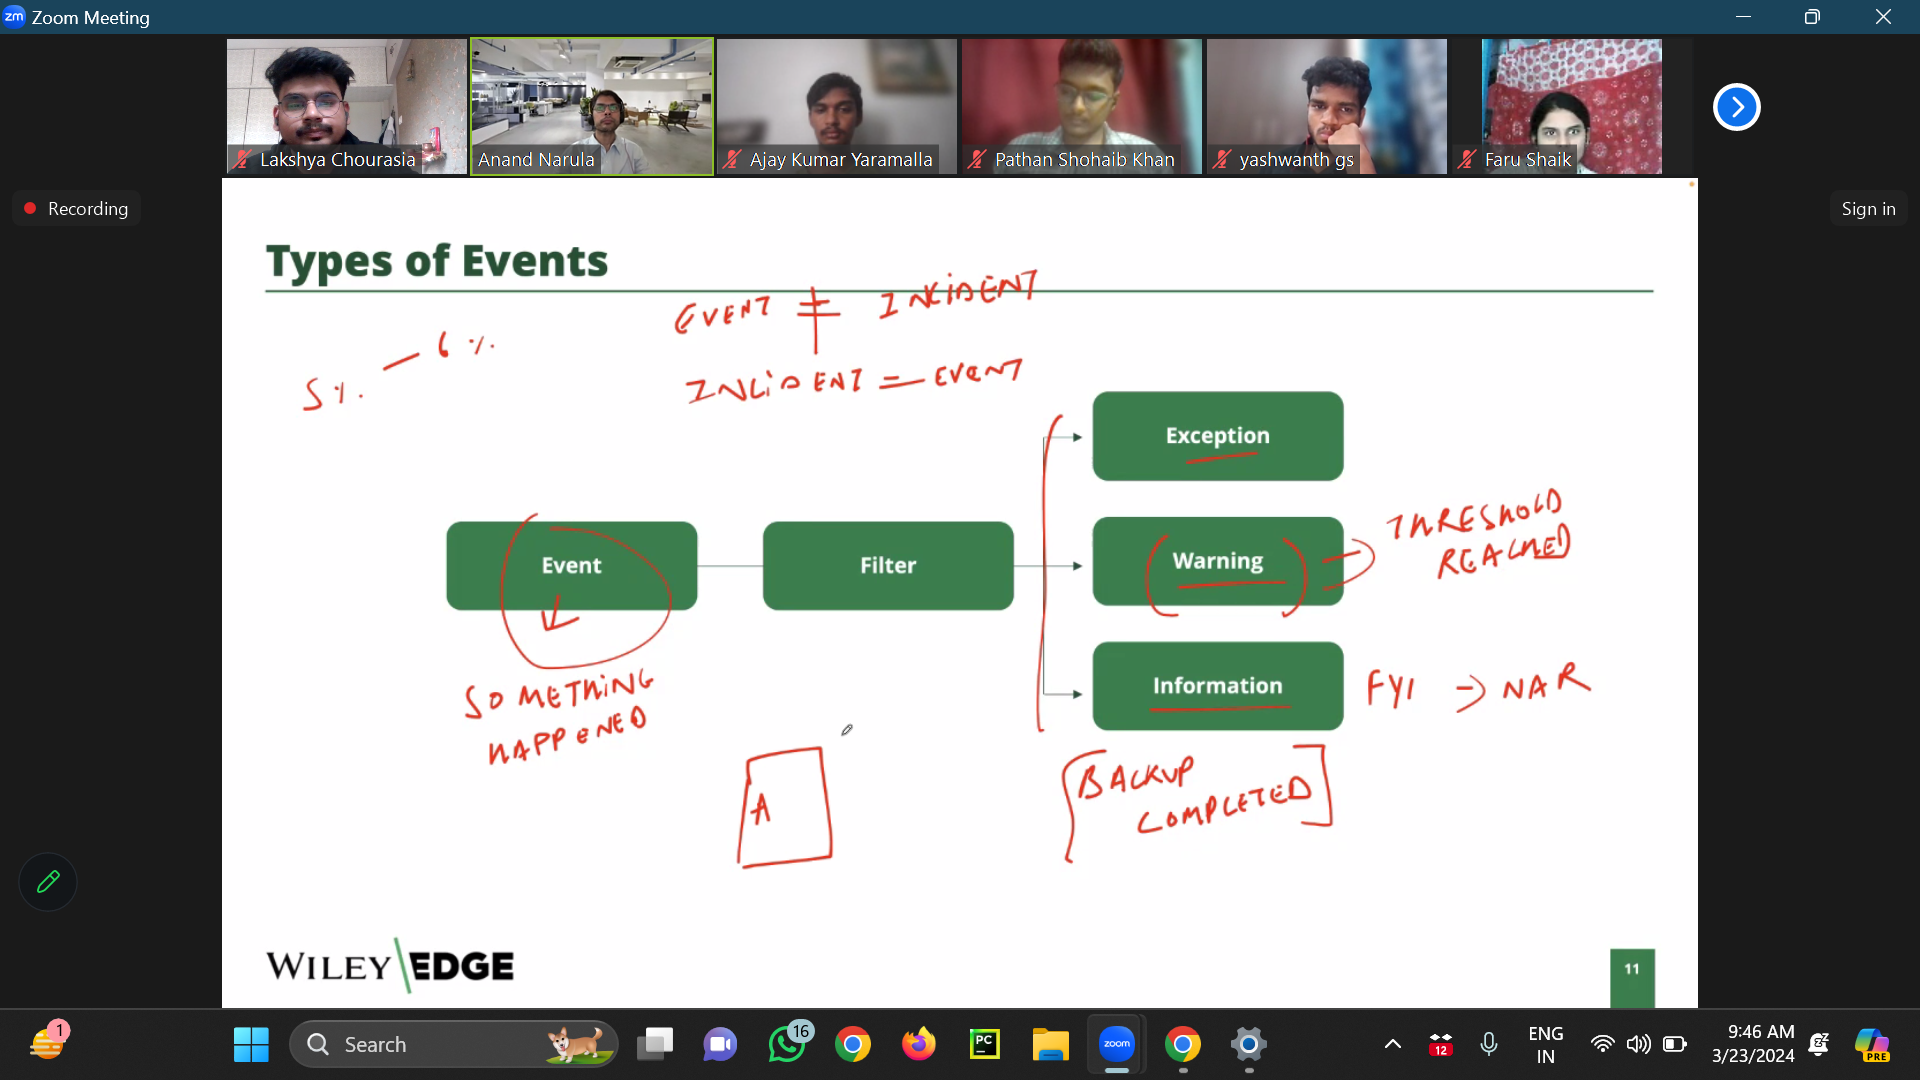 zm Zoom Meeting
Lakshya Chourasia
Anand Narula
Ajay Kumar Yaramalla
Pathan Shohaib Khan
yashwanth gs
Faru Shaik
Recording
Sign in
Types of Events
EVENT ≠ INCIDENT
5% — 6%
INCIDENT = EVENT
Exception
Event
Filter
Warning
THRESHOLD
REACHED
Information
FYI → NAR
SOMETHING
HAPPENED
A
BACKUP
COMPLETED
WILEY EDGE
11
1
Search
16
PC
zoom
12
ENG
IN
9:46 AM
3/23/2024
PRE